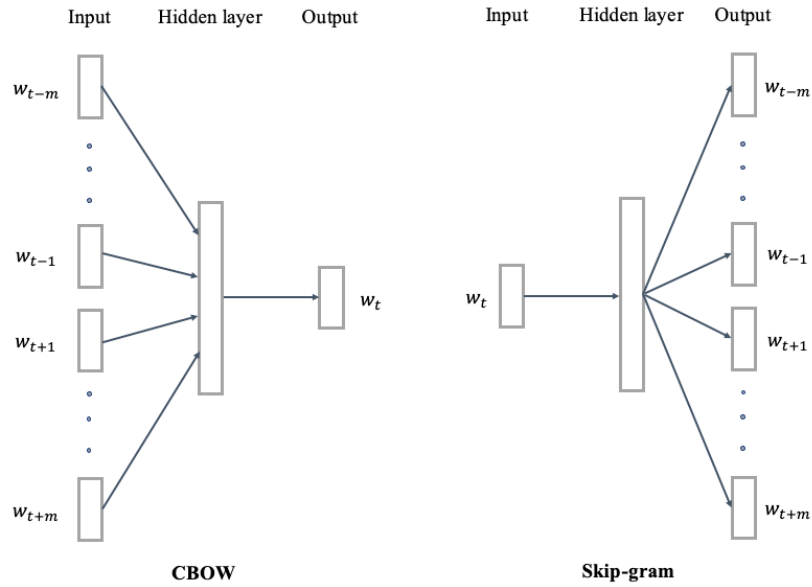 Input Hidden layer Output
w_{t-m}
w_{t-1}
w_{t+1}
w_{t+m}
w_t
CBOW
Input Hidden layer Output
w_t
w_{t-m}
w_{t-1}
w_{t+1}
w_{t+m}
Skip-gram